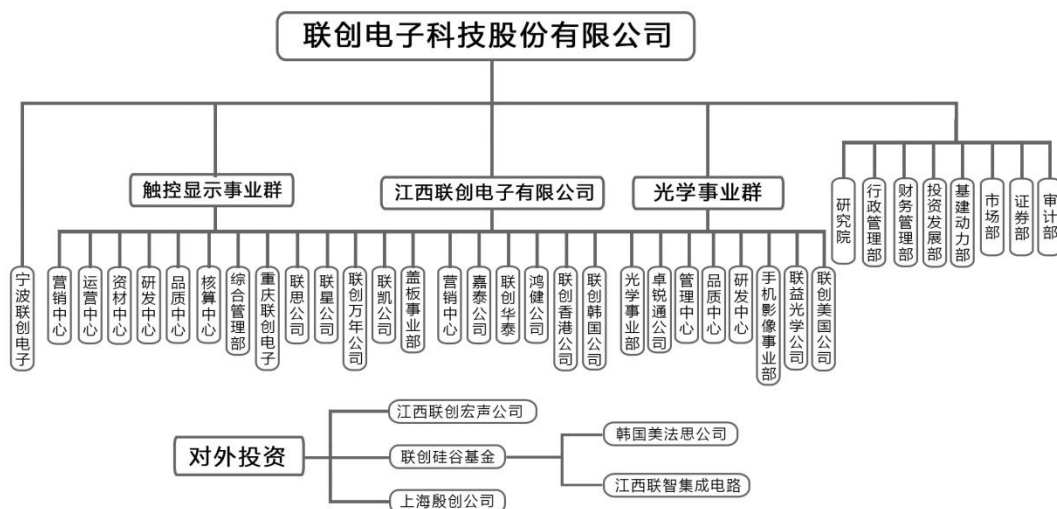 联创电子科技股份有限公司
触控显示事业群
江西联创电子有限公司
光学事业群
研究院
行政管理部
财务管理部
投资发展部
基建动力部
市场部
证券部
审计部
宁波联创电子
营销中心
运营中心
资材中心
研发中心
品质中心
核算中心
综合管理部
重庆联创电子
联思公司
联星公司
联创万年公司
联凯公司
盖板事业部
营销中心
嘉泰公司
联创华泰
鸿健公司
联创香港公司
联创韩国公司
光学事业部
卓锐通公司
管理中心
品质中心
研发中心
手机影像事业部
联益光学公司
联创美国公司
对外投资
江西联创宏声公司
联创硅谷基金
上海殷创公司
韩国美法思公司
江西联智集成电路